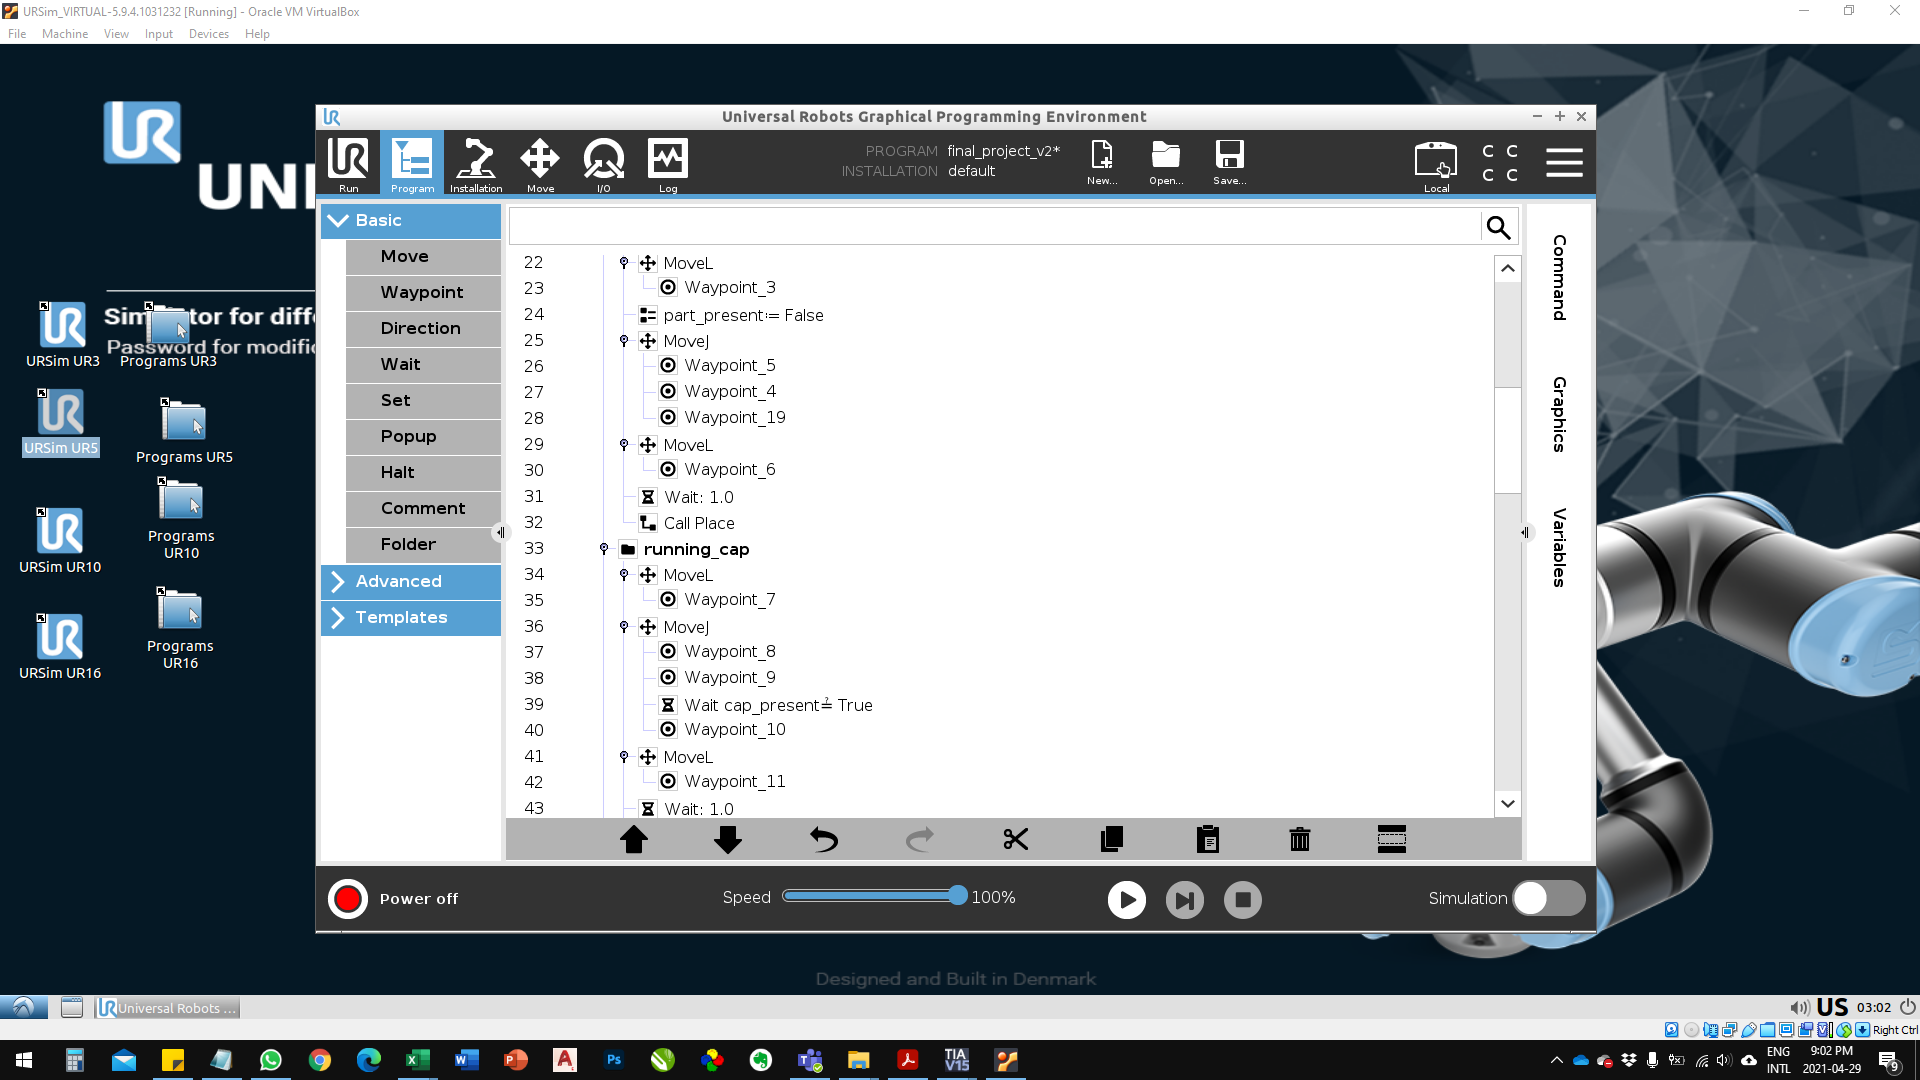 URSim_VIRTUAL-5.9.4.1031232 [Running] - Oracle VM VirtualBox
File Machine View Input Devices Help
UR
UNI
Simulator for diff
Password for modific
URSim UR3
Programs UR3
URSim UR5
Programs UR5
URSim UR10
Programs
UR10
URSim UR16
Programs
UR16
Universal Robots Graphical Programming Environment
Run
Program
Installation
Move
I/O
Log
PROGRAM final_project_v2*
INSTALLATION default
New...
Open...
Save...
Local
C C
C C
Basic
Move
Waypoint
Direction
Wait
Set
Popup
Halt
Comment
Folder
Advanced
Templates
22 MoveL
23 Waypoint_3
24 part_present≔ False
25 MoveJ
26 Waypoint_5
27 Waypoint_4
28 Waypoint_19
29 MoveL
30 Waypoint_6
31 Wait: 1.0
32 Call Place
33 running_cap
34 MoveL
35 Waypoint_7
36 MoveJ
37 Waypoint_8
38 Waypoint_9
39 Wait cap_present≟ True
40 Waypoint_10
41 MoveL
42 Waypoint_11
43 Wait: 1.0
Command
Graphics
Variables
Power off
Speed 100%
Simulation
Designed and Built in Denmark
Universal Robots ...
US 03:02
Right Ctrl
TIA
V15
ENG
INTL
9:02 PM
2021-04-29
9